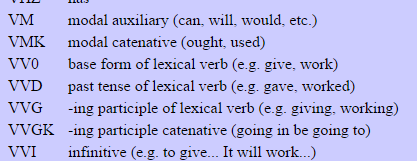 VM modal auxiliary (can, will, would, etc.)
VMK modal catenative (ought, used)
VV0 base form of lexical verb (e.g. give, work)
VVD past tense of lexical verb (e.g. gave, worked)
VVG -ing participle of lexical verb (e.g. giving, working)
VVGK -ing participle catenative (going in be going to)
VVI infinitive (e.g. to give... It will work...)